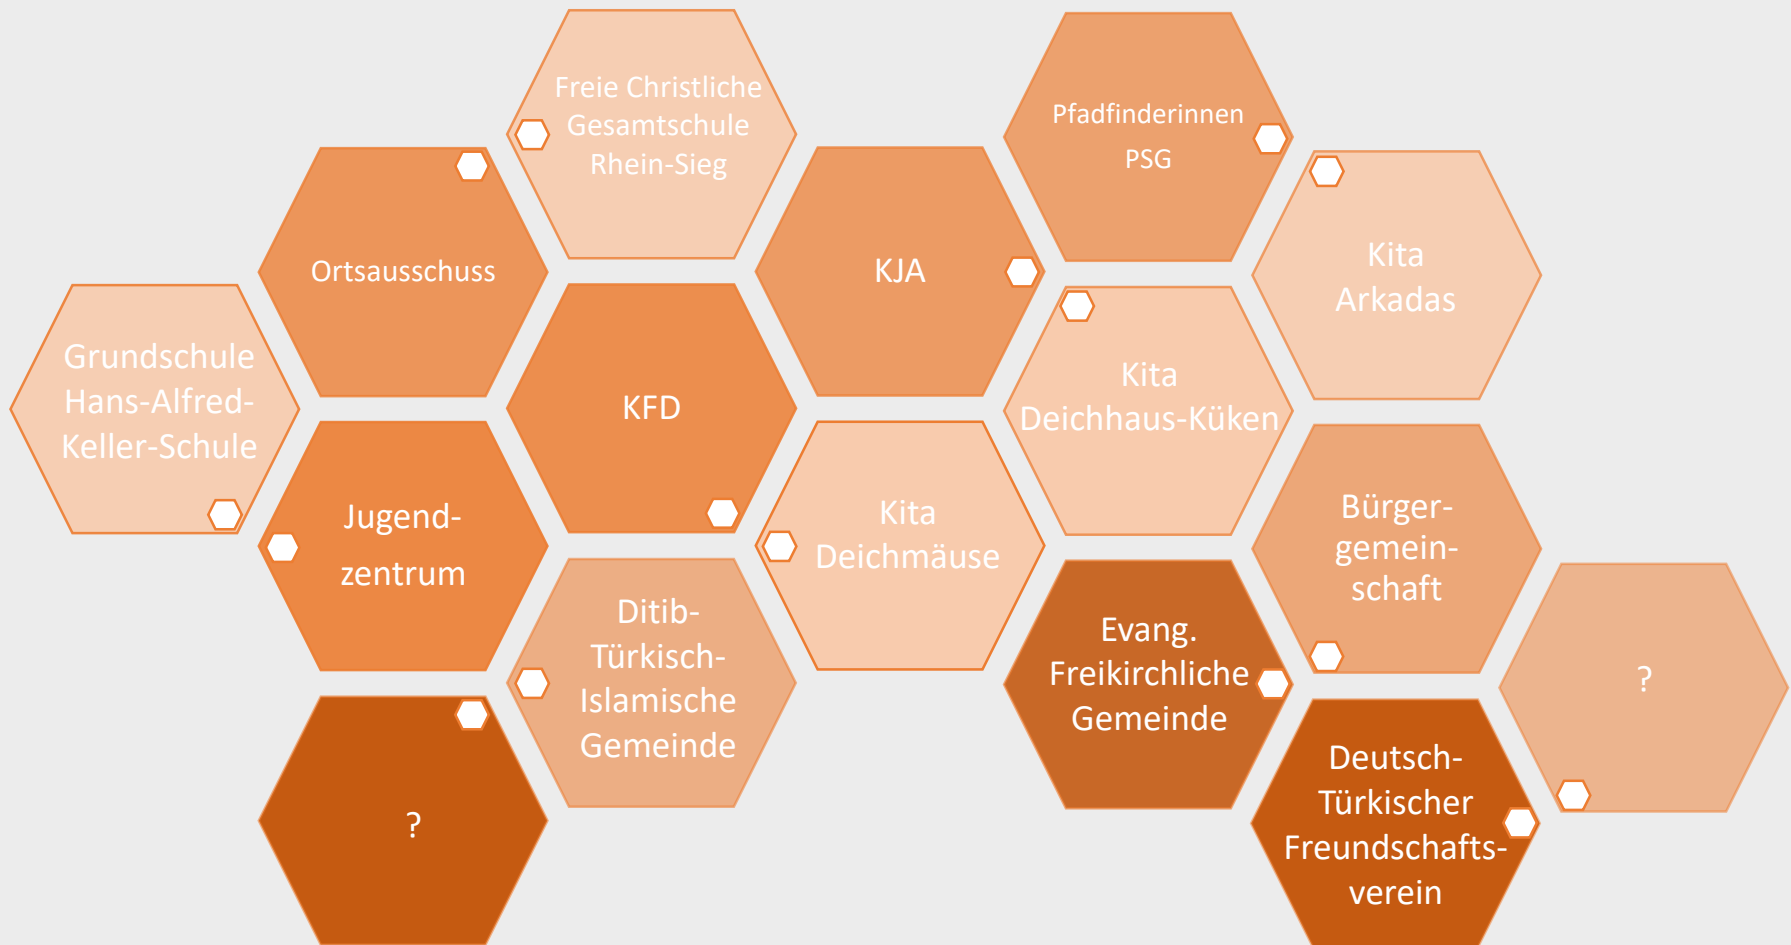 Freie Christliche
Gesamtschule
Rhein-Sieg
Pfadfinderinnen
PSG
Ortsausschuss
KJA
Kita
Arkadas
Grundschule
Hans-Alfred-
Keller-Schule
KFD
Kita
Deichhaus-Küken
Jugend-
zentrum
Kita
Deichmäuse
Bürger-
gemein-
schaft
Ditib-
Türkisch-
Islamische
Gemeinde
Evang.
Freikirchliche
Gemeinde
?
?
Deutsch-
Türkischer
Freundschafts-
verein